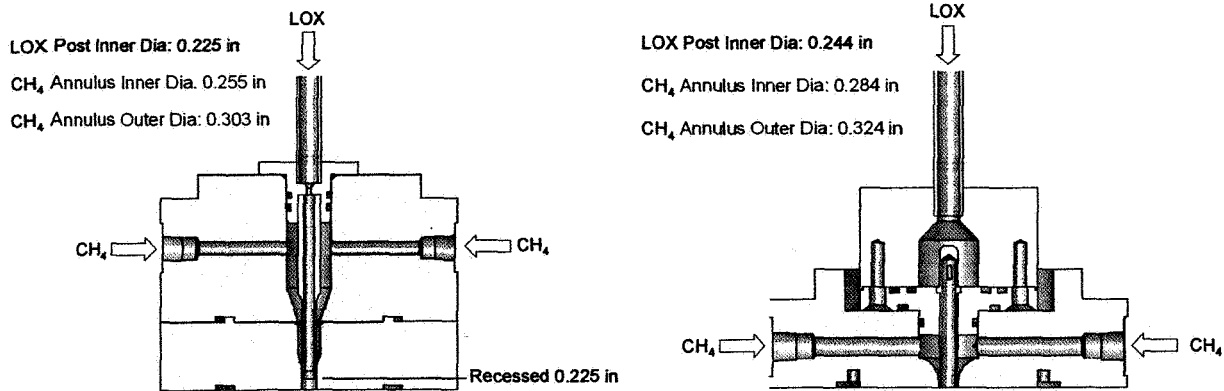 LOX
LOX Post Inner Dia: 0.225 in
CH₄ Annulus Inner Dia. 0.255 in
CH₄ Annulus Outer Dia: 0.303 in
CH₄
CH₄
Recessed 0.225 in
LOX
LOX Post Inner Dia: 0.244 in
CH₄ Annulus Inner Dia: 0.284 in
CH₄ Annulus Outer Dia: 0.324 in
CH₄
CH₄